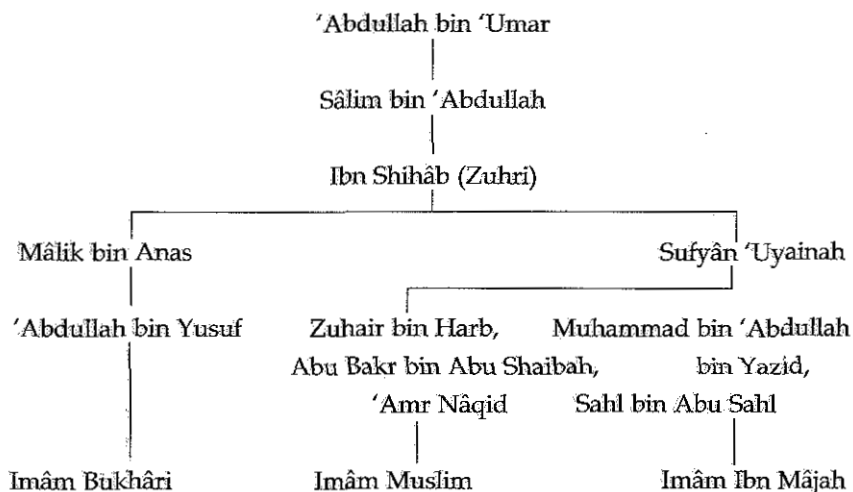 ‘Abdullah bin ‘Umar
Sâlim bin ‘Abdullah
Ibn Shihâb (Zuhri)
Mâlik bin Anas
Sufyân ‘Uyainah
‘Abdullah bin Yusuf
Zuhair bin Harb,
Abu Bakr bin Abu Shaibah,
‘Amr Nâqid
Muhammad bin ‘Abdullah
bin Yazid,
Sahl bin Abu Sahl
Imâm Bukhâri
Imâm Muslim
Imâm Ibn Mâjah